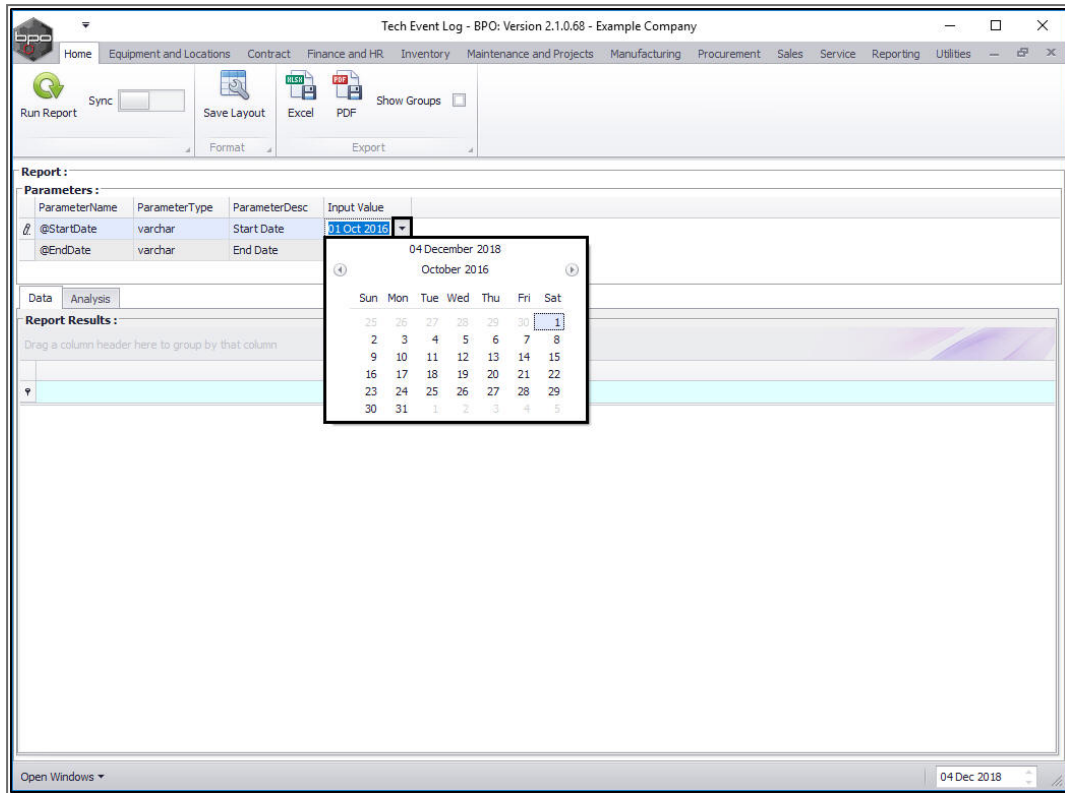 Tech Event Log - BPO: Version 2.1.0.68 - Example Company
bpo
Home Equipment and Locations Contract Finance and HR Inventory Maintenance and Projects Manufacturing Procurement Sales Service Reporting Utilities
Run Report Sync Save Layout XLSX Excel PDF PDF Show Groups
Format Export
Report :
Parameters :
ParameterName ParameterType ParameterDesc Input Value
@StartDate varchar Start Date 01 Oct 2016
@EndDate varchar End Date
04 December 2018
October 2016
Sun Mon Tue Wed Thu Fri Sat
25 26 27 28 29 30 1
2 3 4 5 6 7 8
9 10 11 12 13 14 15
16 17 18 19 20 21 22
23 24 25 26 27 28 29
30 31 1 2 3 4 5
Data Analysis
Report Results :
Drag a column header here to group by that column
Open Windows 04 Dec 2018